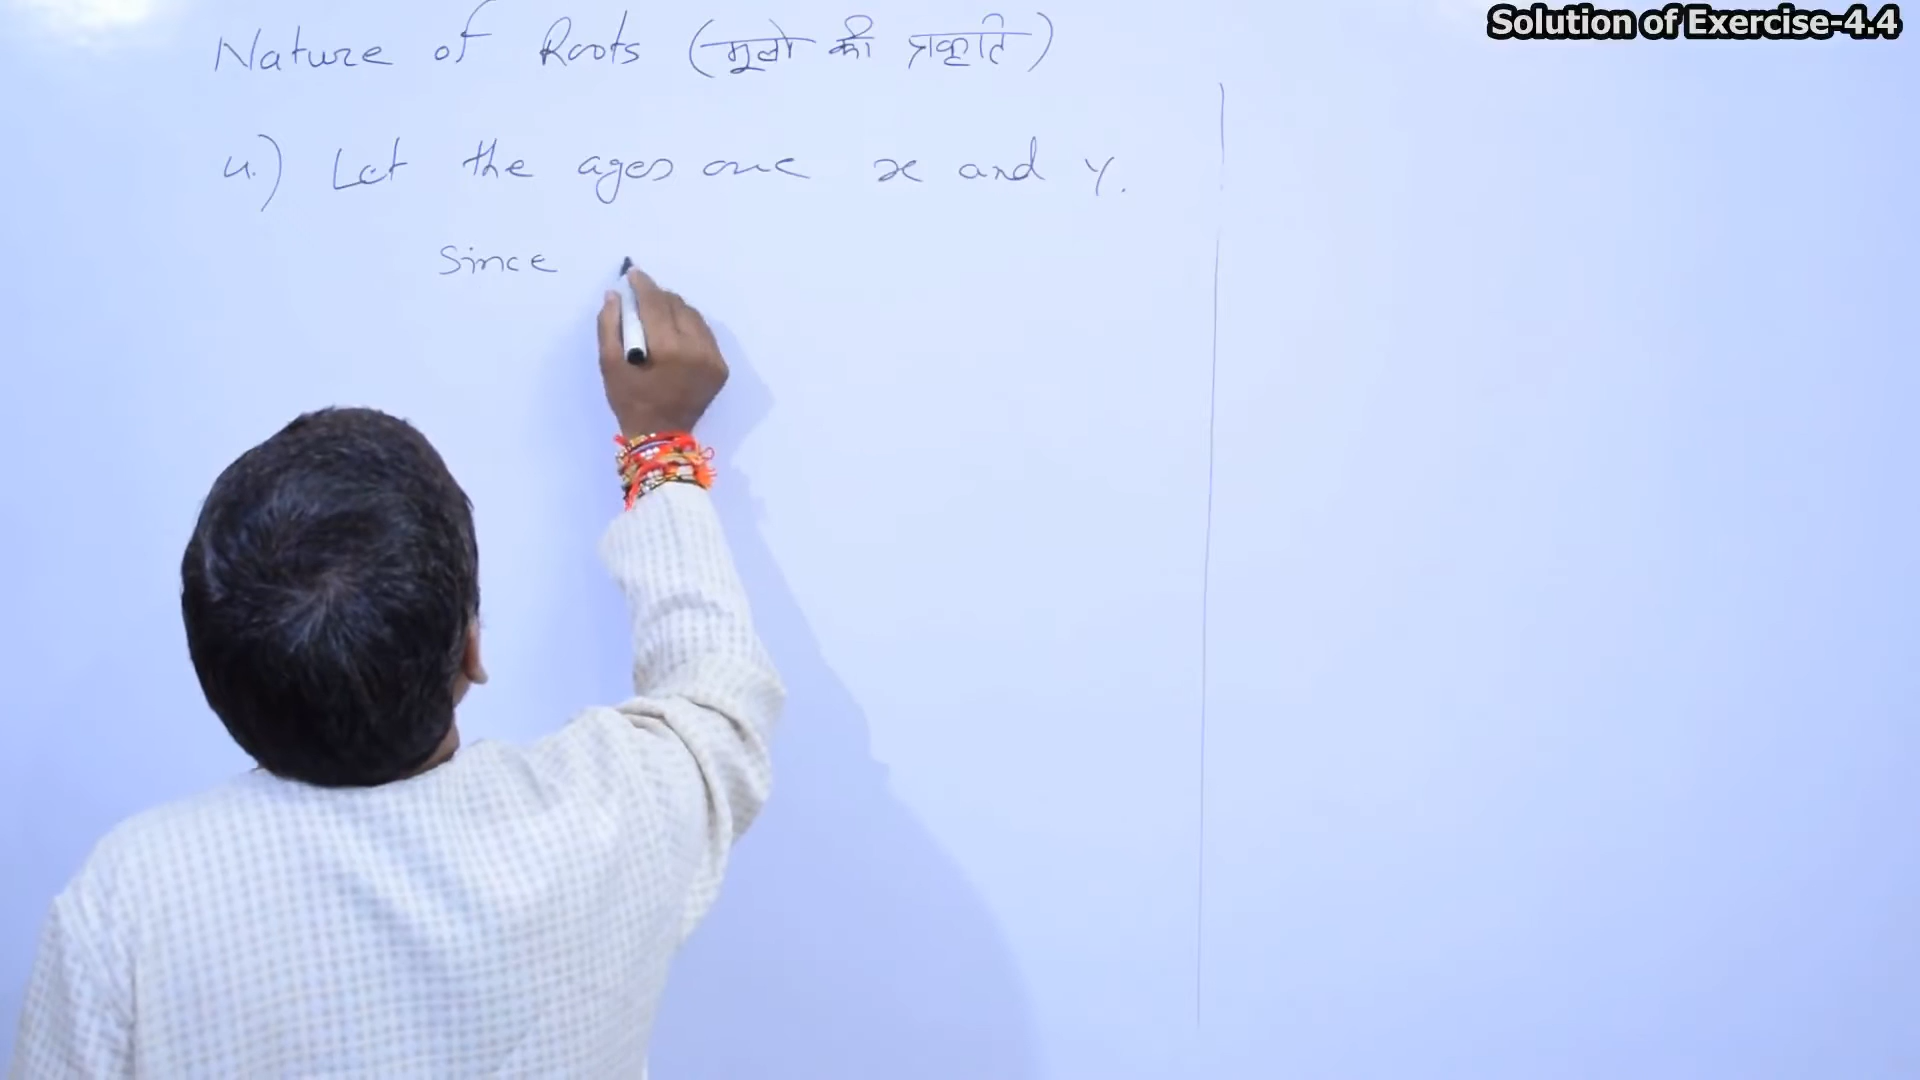 Solution of Exercise-4.4
Nature of Roots (मूलो की प्रकृति)
4.) Let the ages are x and y.
Since